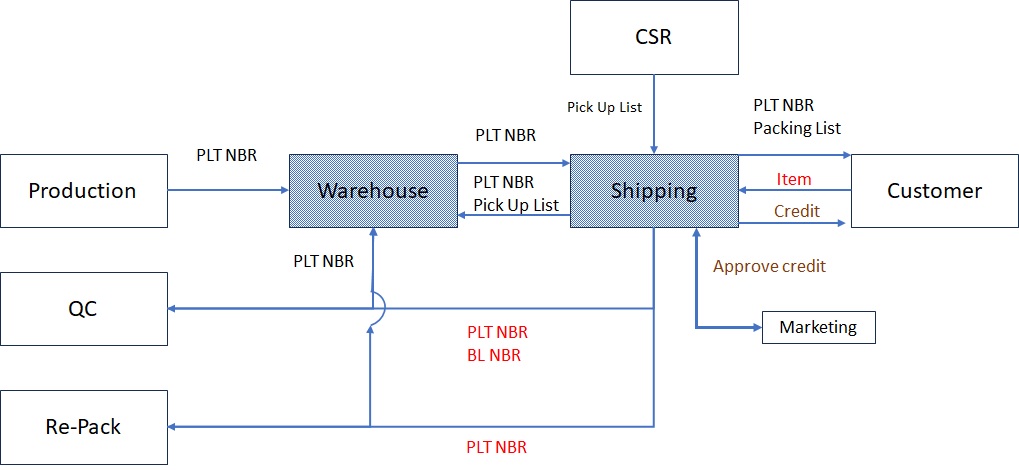 CSR
Pick Up List
PLT NBR
Packing List
PLT NBR
PLT NBR
Production
Warehouse
PLT NBR
Pick Up List
Shipping
Item
Credit
Customer
PLT NBR
Approve credit
QC
PLT NBR
BL NBR
Marketing
Re-Pack
PLT NBR